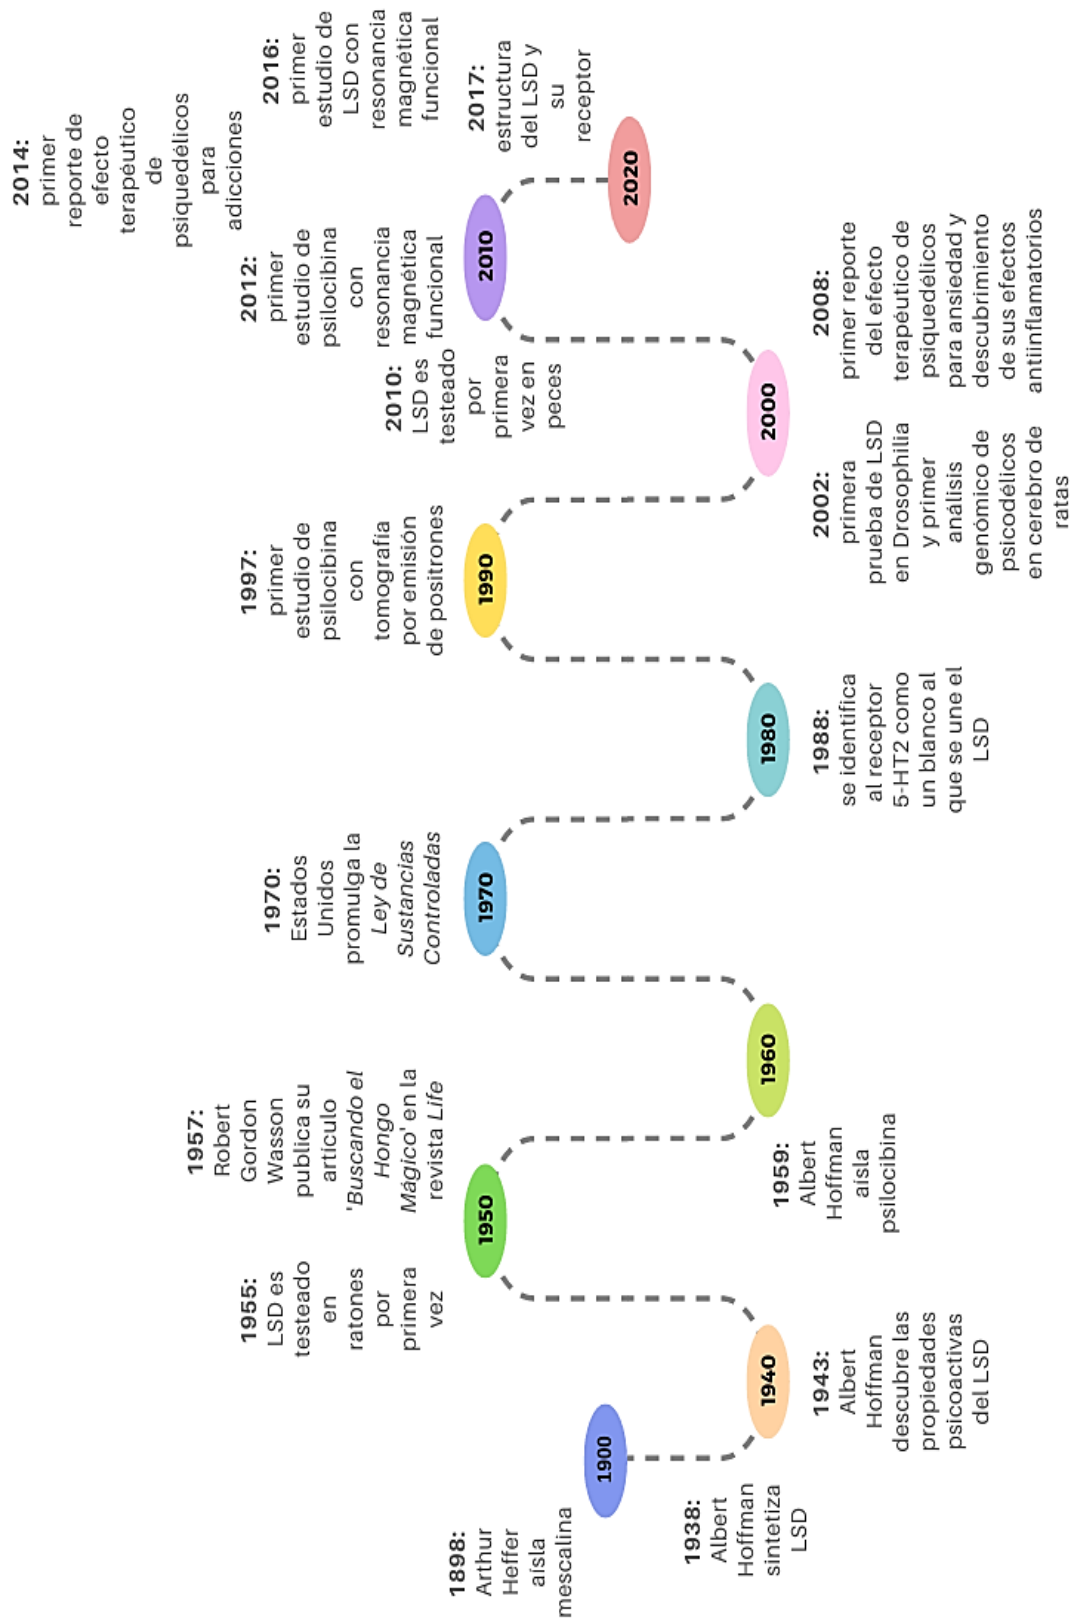 1898:
Arthur
Heffer
aísla
mescalina
1900
1938:
Albert
Hoffman
sintetiza
LSD
1940
1943:
Albert
Hoffman
descubre las
propiedades
psicoactivas
del LSD
1955:
LSD es
testeado
en
ratones
por
primera
vez
1950
1957:
Robert
Gordon
Wasson
publica su
artículo
'Buscando el
Hongo
Mágico' en la
revista Life
1959:
Albert
Hoffman
aisla
psilocibina
1960
1970:
Estados
Unidos
promulga la
Ley de
Sustancias
Controladas
1970
1980
1988:
se identifica
al receptor
5-HT2 como
un blanco al
que se une el
LSD
1997:
primer
estudio de
psilocibina
con
tomografía
por emisión
de positrones
1990
2000
2002:
primera
prueba de LSD
en Drosophilia
y primer
análisis
genómico de
psicodélicos
en cerebro de
ratas
2008:
primer reporte
del efecto
terapéutico de
psiquedélicos
para ansiedad y
descubrimiento
de sus efectos
antiinflamatorios
2010:
LSD es
testeado
por
primera
vez en
peces
2010
2012:
primer
estudio de
psilocibina
con
resonancia
magnética
funcional
2014:
primer
reporte de
efecto
terapéutico
de
psiquedélicos
para
adicciones
2016:
primer
estudio de
LSD con
resonancia
magnética
funcional
2017:
estructura
del LSD y
su
receptor
2020